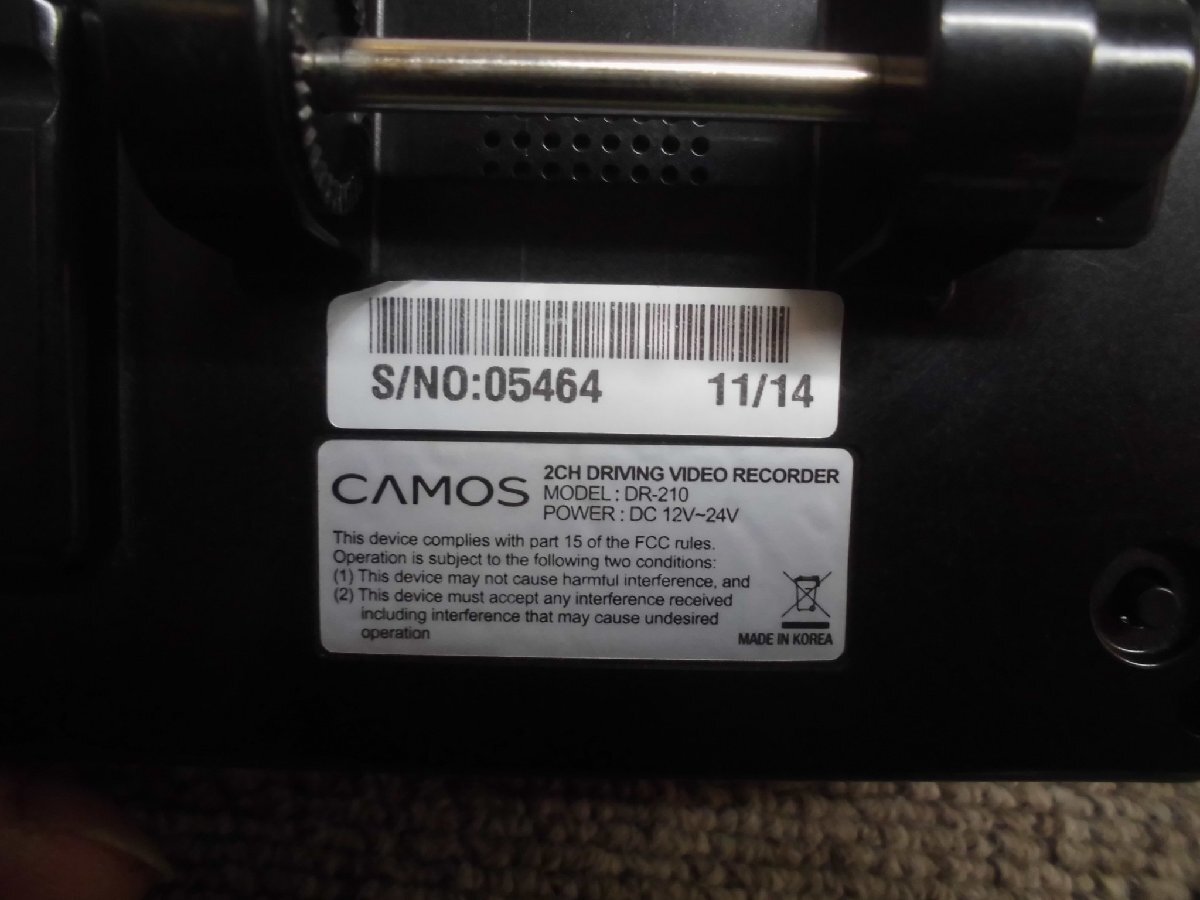 S/NO:05464 11/14
CAMOS
2CH DRIVING VIDEO RECORDER
MODEL : DR-210
POWER : DC 12V~24V
This device complies with part 15 of the FCC rules.
Operation is subject to the following two conditions:
(1) This device may not cause harmful interference, and
(2) This device must accept any interference received
including interference that may cause undesired
operation
MADE IN KOREA